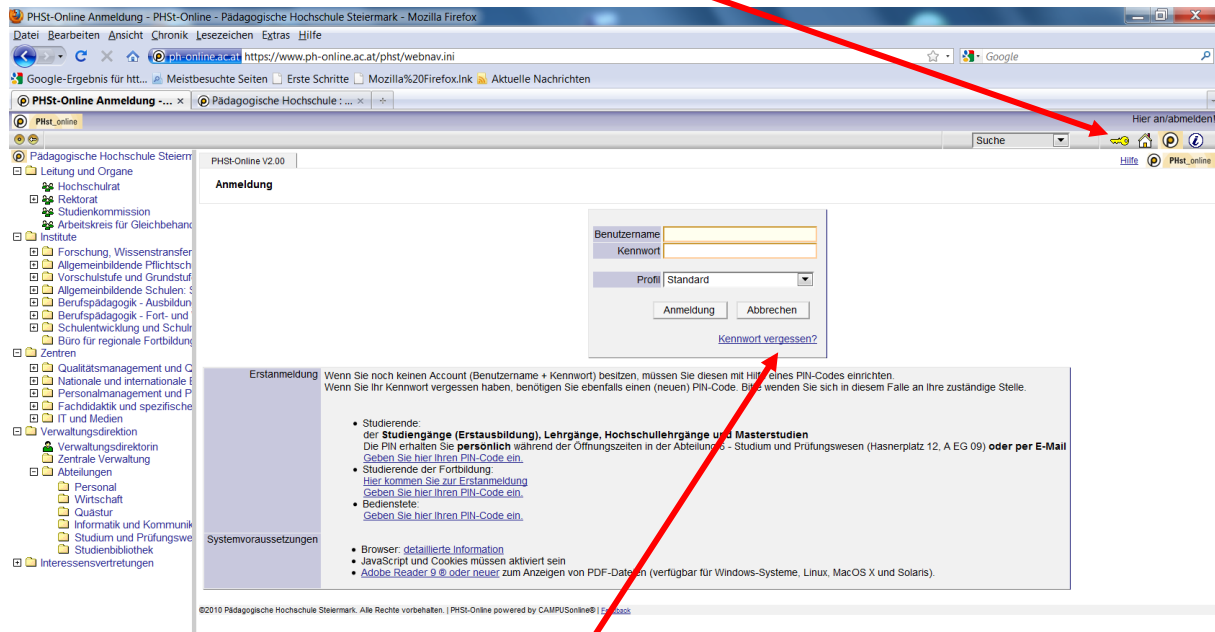 PHSt-Online Anmeldung - PHSt-Online - Pädagogische Hochschule Steiermark - Mozilla Firefox
Datei Bearbeiten Ansicht Chronik Lesezeichen Extras Hilfe
ph-online.ac.at https://www.ph-online.ac.at/phst/webnav.ini
Google
Google-Ergebnis für htt... Meistbesuchte Seiten Erste Schritte Mozilla%20Firefox.lnk Aktuelle Nachrichten
PHSt-Online Anmeldung -... × Pädagogische Hochschule : ... ×
PHst_online
Hier an/abmelden!
Suche
Pädagogische Hochschule Steierm
Leitung und Organe
Hochschulrat
Rektorat
Studienkommission
Arbeitskreis für Gleichbehand
Institute
Forschung, Wissenstransfer
Allgemeinbildende Pflichtsch
Vorschulstufe und Grundstuf
Allgemeinbildende Schulen: S
Berufspädagogik - Ausbildun
Berufspädagogik - Fort- und
Schulentwicklung und Schulr
Büro für regionale Fortbildung
Zentren
Qualitätsmanagement und Q
Nationale und internationale B
Personalmanagement und P
Fachdidaktik und spezifische
IT und Medien
Verwaltungsdirektion
Verwaltungsdirektorin
Zentrale Verwaltung
Abteilungen
Personal
Wirtschaft
Quästur
Informatik und Kommunik
Studium und Prüfungswe
Studienbibliothek
Interessensvertretungen
PHSt-Online V2.00
Hilfe PHst_online
Anmeldung
Benutzername
Kennwort
Profil Standard
Anmeldung Abbrechen
Kennwort vergessen?
Erstanmeldung
Wenn Sie noch keinen Account (Benutzername + Kennwort) besitzen, müssen Sie diesen mit Hilfe eines PIN-Codes einrichten.
Wenn Sie Ihr Kennwort vergessen haben, benötigen Sie ebenfalls einen (neuen) PIN-Code. Bitte wenden Sie sich in diesem Falle an Ihre zuständige Stelle.
• Studierende:
der Studiengänge (Erstausbildung), Lehrgänge, Hochschullehrgänge und Masterstudien
Die PIN erhalten Sie persönlich während der Öffnungszeiten in der Abteilung 5 - Studium und Prüfungswesen (Hasnerplatz 12, A EG 09) oder per E-Mail
Geben Sie hier Ihren PIN-Code ein.
• Studierende der Fortbildung:
Hier kommen Sie zur Erstanmeldung
Geben Sie hier Ihren PIN-Code ein.
• Bedienstete:
Geben Sie hier Ihren PIN-Code ein.
Systemvoraussetzungen
• Browser: detaillierte Information
• JavaScript und Cookies müssen aktiviert sein
• Adobe Reader 9 ® oder neuer zum Anzeigen von PDF-Dateien (verfügbar für Windows-Systeme, Linux, MacOS X und Solaris).
©2010 Pädagogische Hochschule Steiermark. Alle Rechte vorbehalten. | PHSt-Online powered by CAMPUSonline® | Feedback